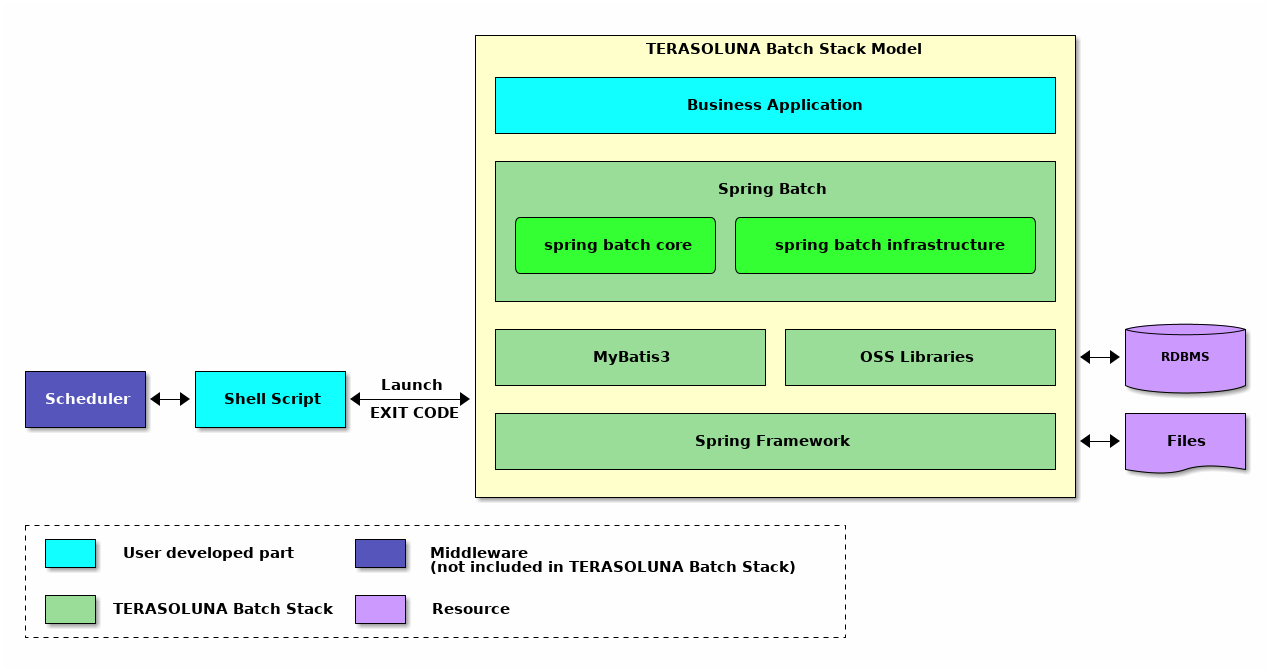 TERASOLUNA Batch Stack Model
Business Application
Spring Batch
spring batch core
spring batch infrastructure
MyBatis3
OSS Libraries
RDBMS
Scheduler
Shell Script
Launch
EXIT CODE
Spring Framework
Files
User developed part
Middleware
(not included in TERASOLUNA Batch Stack)
TERASOLUNA Batch Stack
Resource